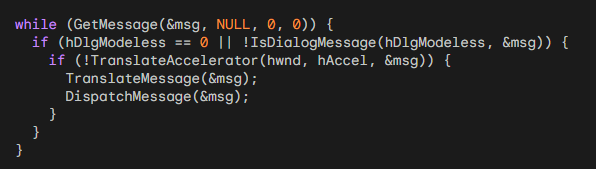 while (GetMessage(&msg, NULL, 0, 0)) {
  if (hDlgModeless == 0 || !IsDialogMessage(hDlgModeless, &msg)) {
    if (!TranslateAccelerator(hwnd, hAccel, &msg)) {
      TranslateMessage(&msg);
      DispatchMessage(&msg);
    }
  }
}